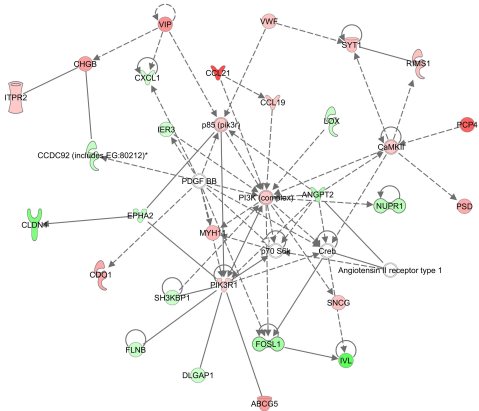 VIP
VWF
SYT1
CHGB
RIMS1
CCL21
CXCL1
ITPR2
CCL19
LOX
PCP4
IER3
p85 (pik3r)
CaMKII
CCDC92 (includes EG:80212)*
PDGF BB
PI3K (complex)
ANGPT2
NUPR1
PSD
EPHA2
CLDN4
MYH1
p70 S6k
Creb
CDO1
Angiotensin II receptor type 1
PIK3R1
SH3KBP1
SNCG
FOSL1
FLNB
IVL
DLGAP1
ABCG5